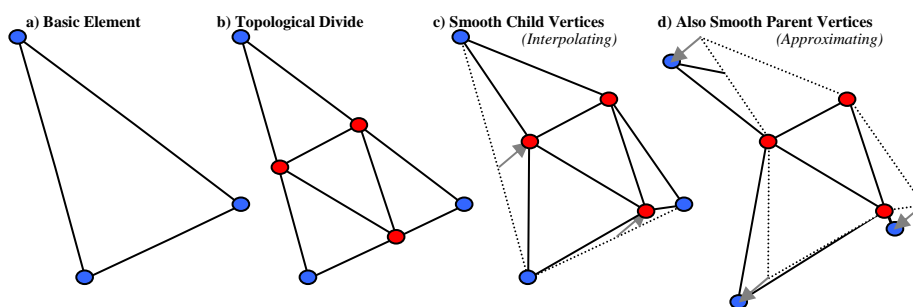 a) Basic Element
b) Topological Divide
c) Smooth Child Vertices
(Interpolating)
d) Also Smooth Parent Vertices
(Approximating)